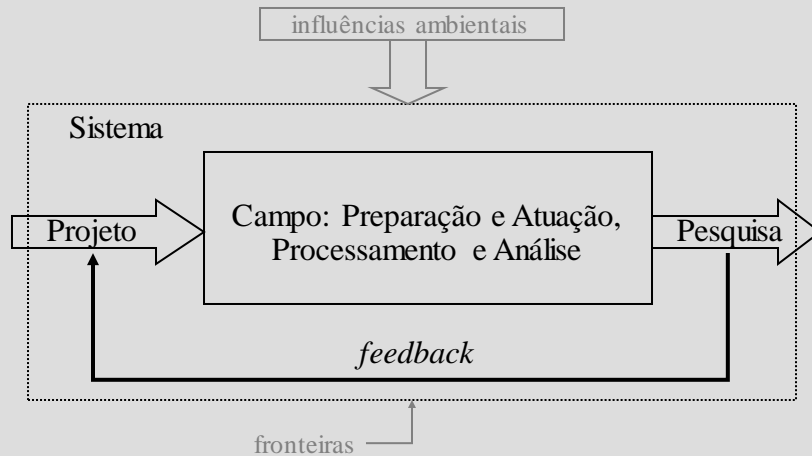 influências ambientais
Sistema
Projeto
Campo: Preparação e Atuação,
Processamento e Análise
Pesquisa
feedback
fronteiras